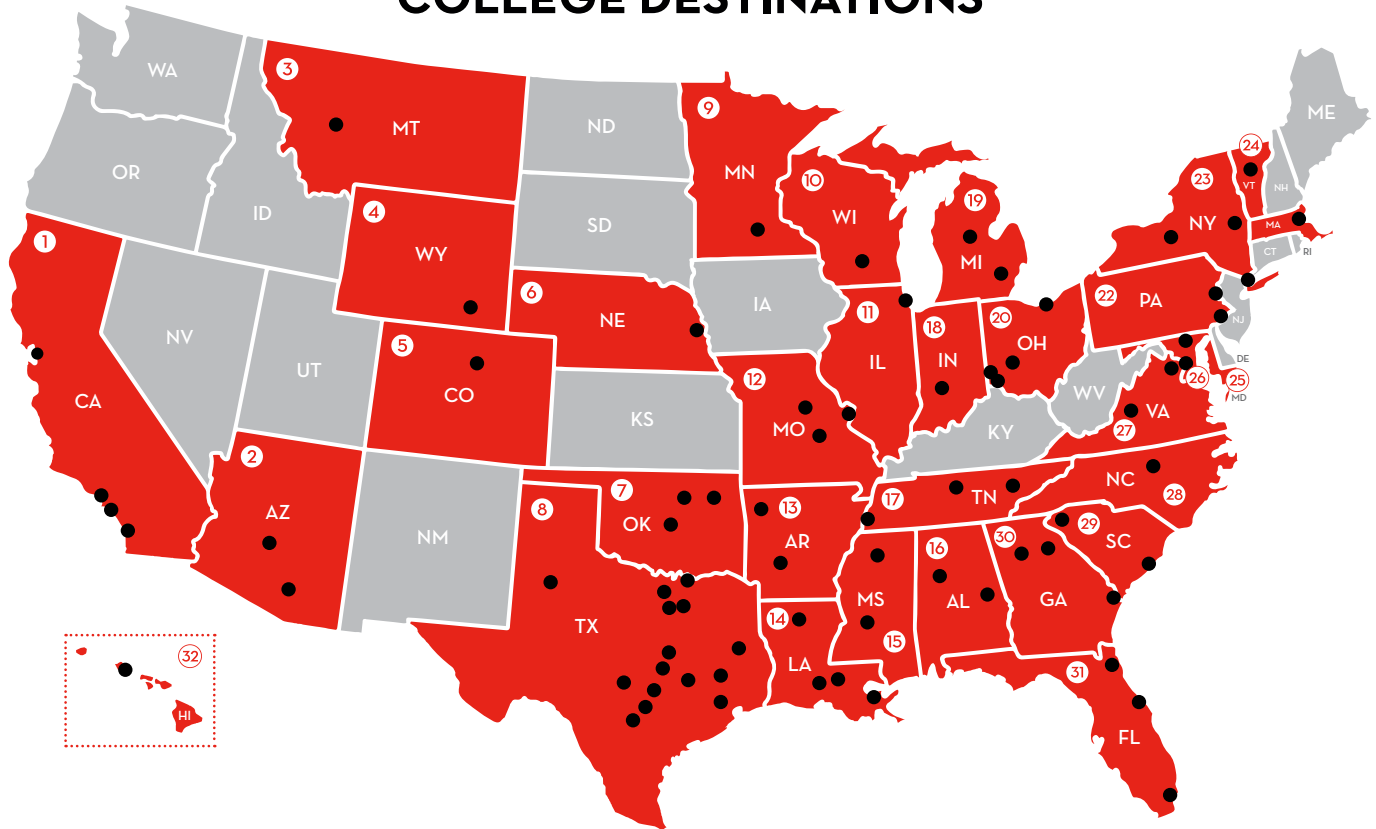 COLLEGE DESTINATIONS
WA
3
MT
ND
9
MN
ME
OR
ID
4
WY
SD
10
WI
19
MI
23
NY
24
VT
NH
MA
CT
RI
1
CA
NV
UT
5
CO
6
NE
IA
11
IL
18
IN
20
OH
22
PA
NJ
DE
25
MD
26
WV
VA
27
KS
12
MO
KY
2
AZ
NM
7
OK
8
TX
13
AR
17
TN
NC
28
29
SC
14
LA
MS
15
16
AL
30
GA
31
FL
32
HI